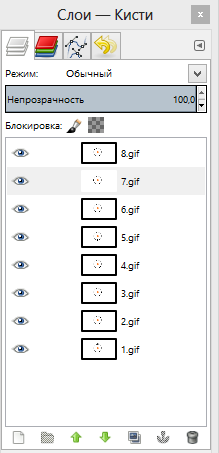 Слои — Кисти
Режим: Обычный
Непрозрачность 100,0
Блокировка:
8.gif
7.gif
6.gif
5.gif
4.gif
3.gif
2.gif
1.gif